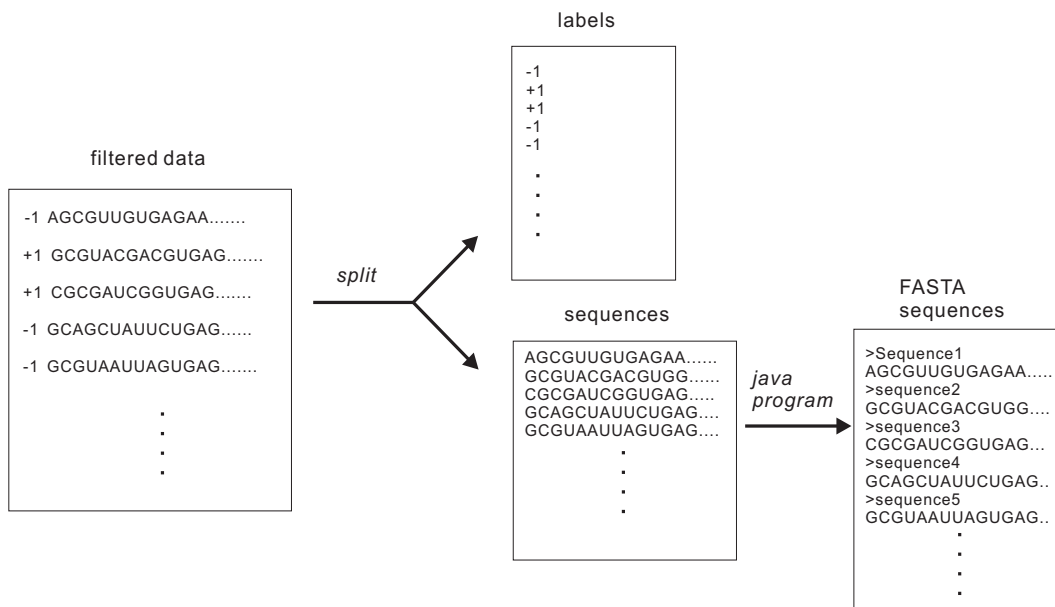 filtered data
-1 AGCGUUGUGAGAA.......
+1 GCGUACGACGUGAG.......
+1 CGCGAUCGGUGAG.......
-1 GCAGCUAUUCUGAG......
-1 GCGUAAUUAGUGAG.......
split
labels
-1
+1
+1
-1
-1
sequences
AGCGUUGUGAGAA......
GCGUACGACGUGG......
CGCGAUCGGUGAG.....
GCAGCUAUUCUGAG....
GCGUAAUUAGUGAG....
java
program
FASTA
sequences
>Sequence1
AGCGUUGUGAGAA.....
>sequence2
GCGUACGACGUGG....
>sequence3
CGCGAUCGGUGAG...
>sequence4
GCAGCUAUUCUGAG..
>sequence5
GCGUAAUUAGUGAG...